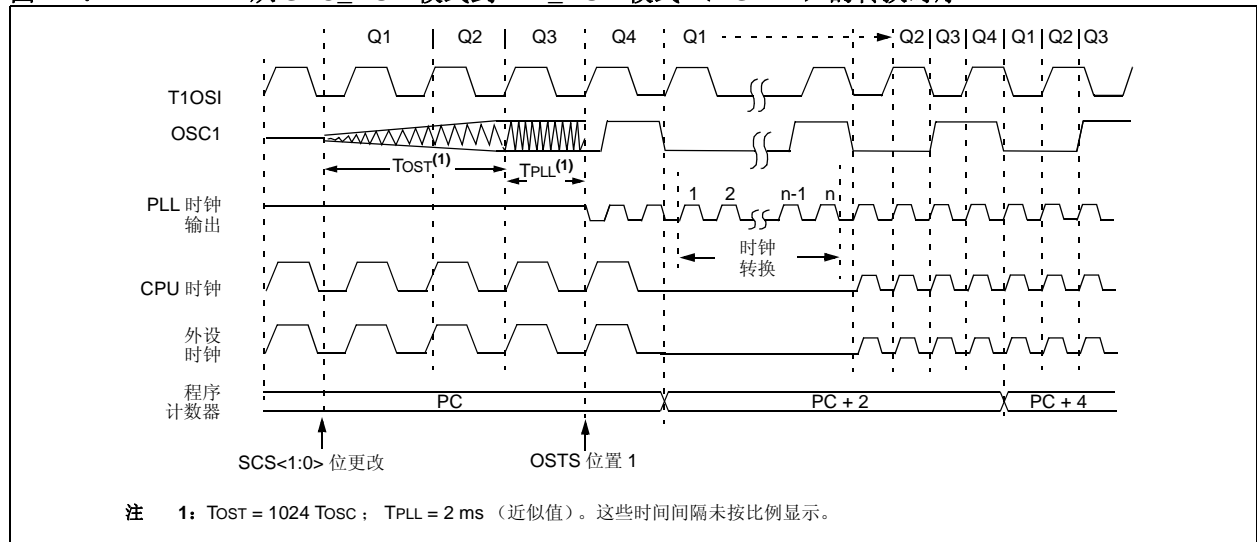 Q1 Q2 Q3 Q4 Q1 Q2 Q3 Q4 Q1 Q2 Q3
T1OSI
OSC1
TOST(1)
TPLL(1)
PLL 时钟
输出
1 2 n-1 n
时钟
转换
CPU 时钟
外设
时钟
程序
计数器
PC PC + 2 PC + 4
SCS<1:0> 位更改
OSTS 位置 1
注 1: TOST = 1024 TOSC ; TPLL = 2 ms （近似值）。这些时间间隔未按比例显示。